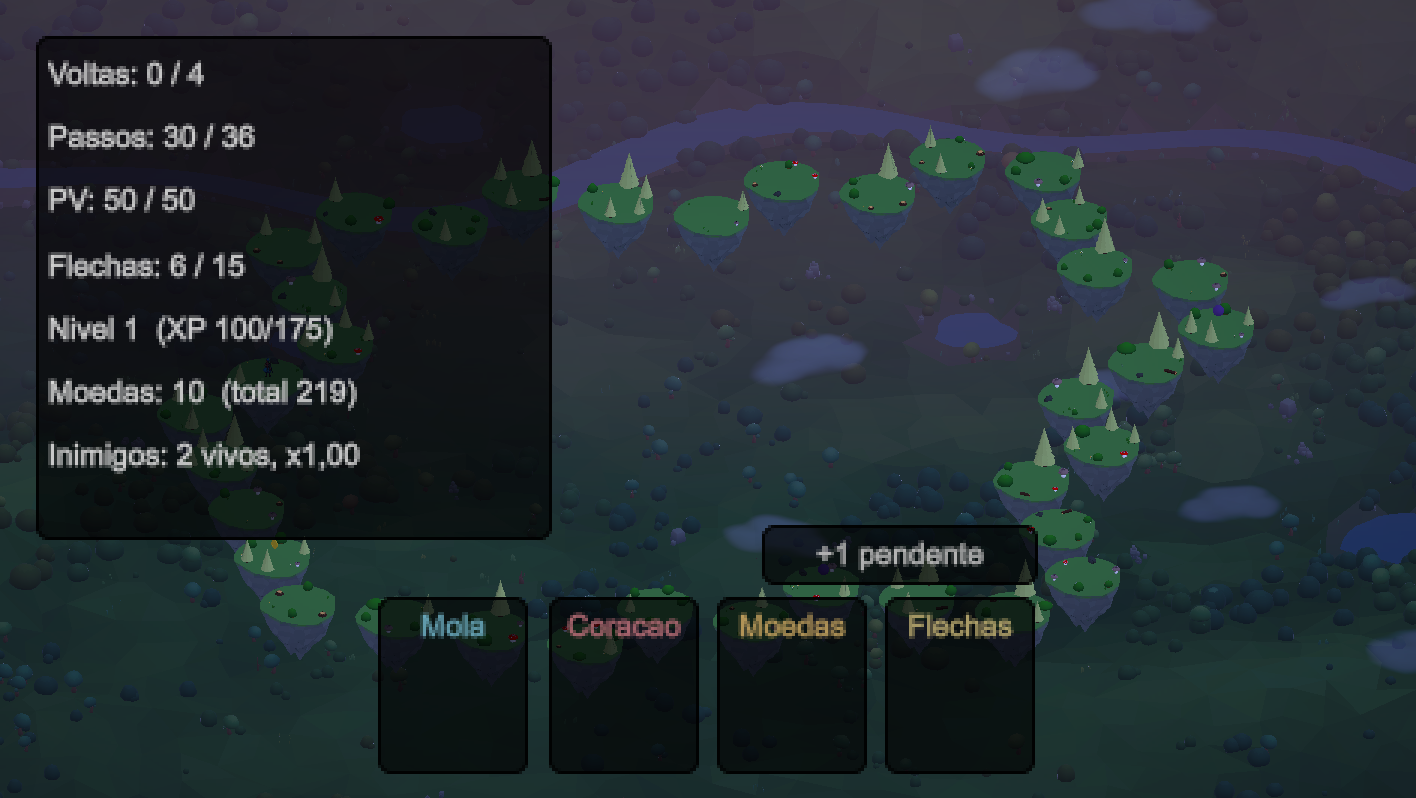 Voltas: 0 / 4
Passos: 30 / 36
PV: 50 / 50
Flechas: 6 / 15
Nivel 1 (XP 100/175)
Moedas: 10 (total 219)
Inimigos: 2 vivos, x1,00
+1 pendente
Mola
Coracao
Moedas
Flechas